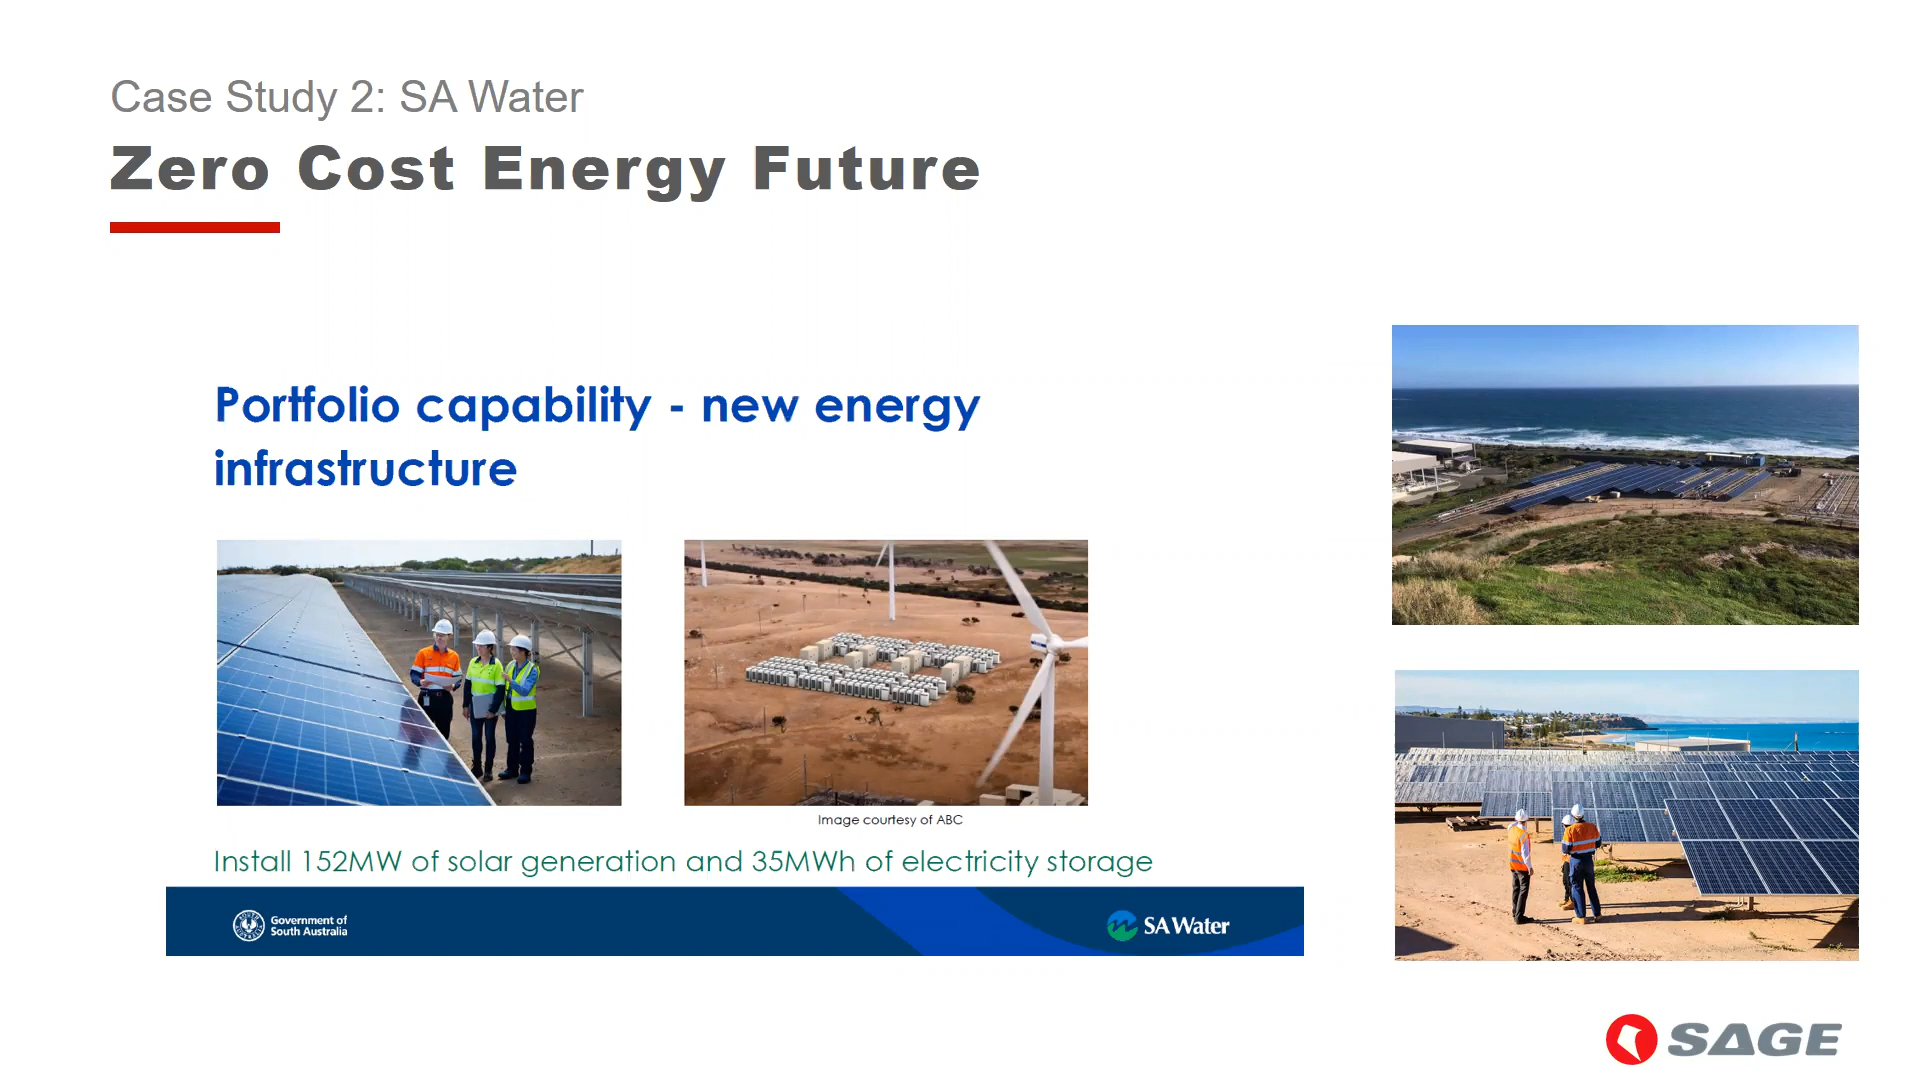 Case Study 2: SA Water
Zero Cost Energy Future
Portfolio capability - new energy
infrastructure
Image courtesy of ABC
Install 152MW of solar generation and 35MWh of electricity storage
Government of
South Australia
SA Water
SAGE